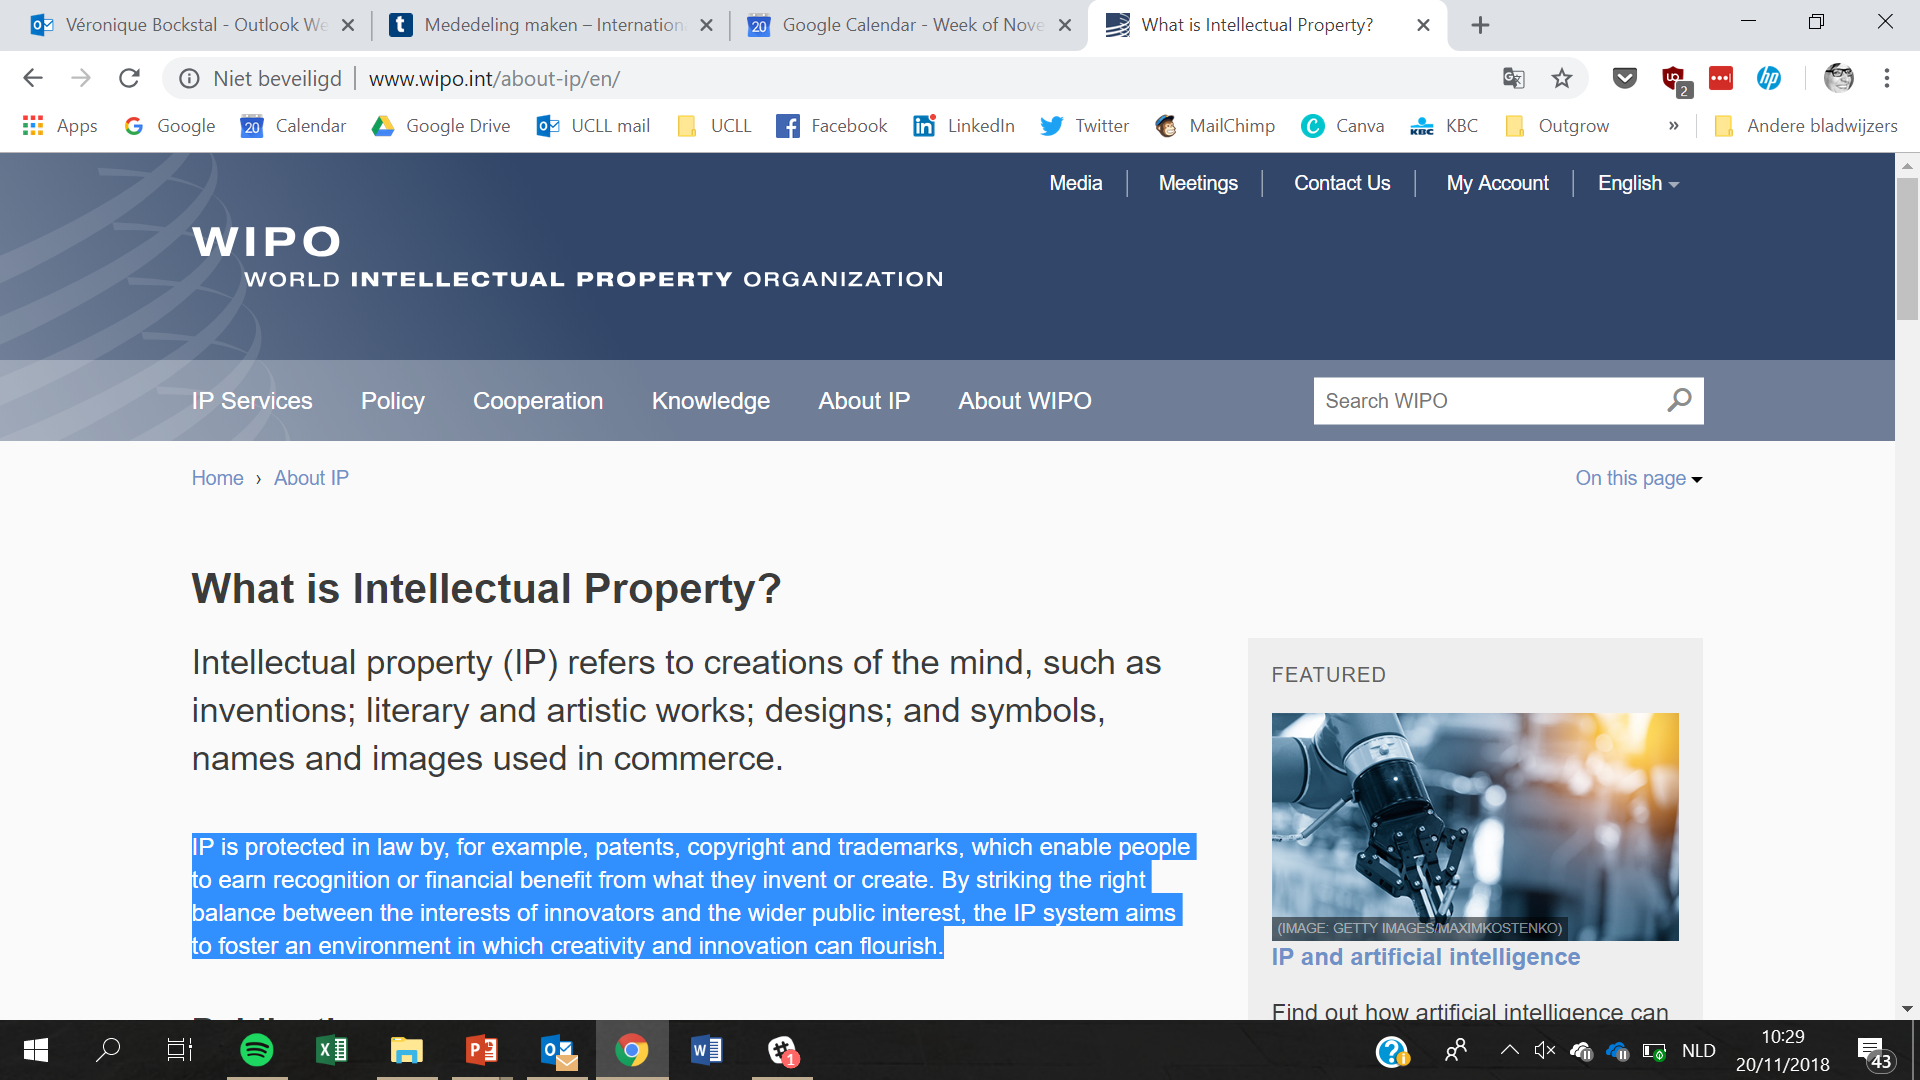 Véronique Bockstal - Outlook We
Mededeling maken – Internation
Google Calendar - Week of Nove
What is Intellectual Property?
Niet beveiligd
www.wipo.int/about-ip/en/
2
Apps
Google
20 Calendar
Google Drive
UCLL mail
UCLL
Facebook
LinkedIn
Twitter
MailChimp
Canva
KBC KBC
Outgrow
»
Andere bladwijzers
Media
Meetings
Contact Us
My Account
English
WIPO
WORLD INTELLECTUAL PROPERTY ORGANIZATION
IP Services
Policy
Cooperation
Knowledge
About IP
About WIPO
Search WIPO
Home › About IP
On this page
What is Intellectual Property?
Intellectual property (IP) refers to creations of the mind, such as
inventions; literary and artistic works; designs; and symbols,
names and images used in commerce.
IP is protected in law by, for example, patents, copyright and trademarks, which enable people
to earn recognition or financial benefit from what they invent or create. By striking the right
balance between the interests of innovators and the wider public interest, the IP system aims
to foster an environment in which creativity and innovation can flourish.
FEATURED
(IMAGE: GETTY IMAGES/MAXIMKOSTENKO)
IP and artificial intelligence
Find out how artificial intelligence can
1
NLD
10:29
20/11/2018
43